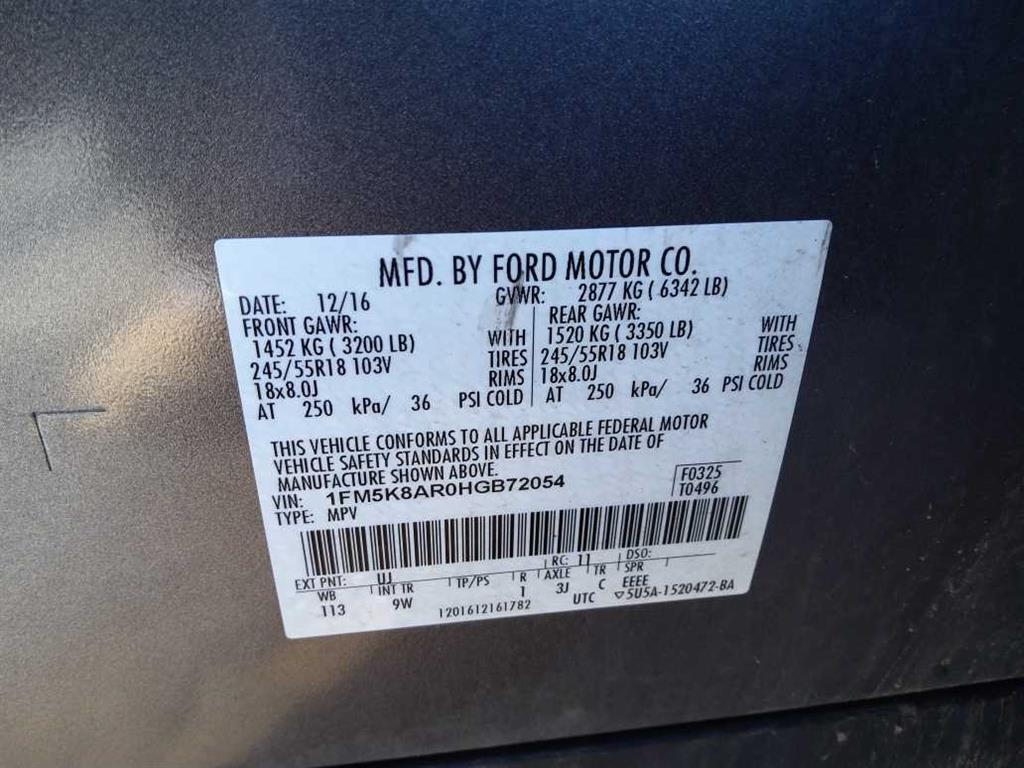 MFD. BY FORD MOTOR CO.
DATE: 12/16 GVWR: 2877 KG ( 6342 LB)
FRONT GAWR: REAR GAWR:
1452 KG ( 3200 LB) WITH 1520 KG ( 3350 LB) WITH
245/55R18 103V TIRES 245/55R18 103V TIRES
18x8.0J RIMS 18x8.0J RIMS
AT 250 kPa/ 36 PSI COLD AT 250 kPa/ 36 PSI COLD
THIS VEHICLE CONFORMS TO ALL APPLICABLE FEDERAL MOTOR
VEHICLE SAFETY STANDARDS IN EFFECT ON THE DATE OF
MANUFACTURE SHOWN ABOVE.
VIN: 1FM5K8AR0HGB72054 F0325
TYPE: MPV T0496
EXT PNT: UJ RC: 11 DSO:
WB INT TR TP/PS R AXLE TR SPR
113 9W 1 3J C EEEE
1201612161782 UTC ▽5U5A-1520472-BA